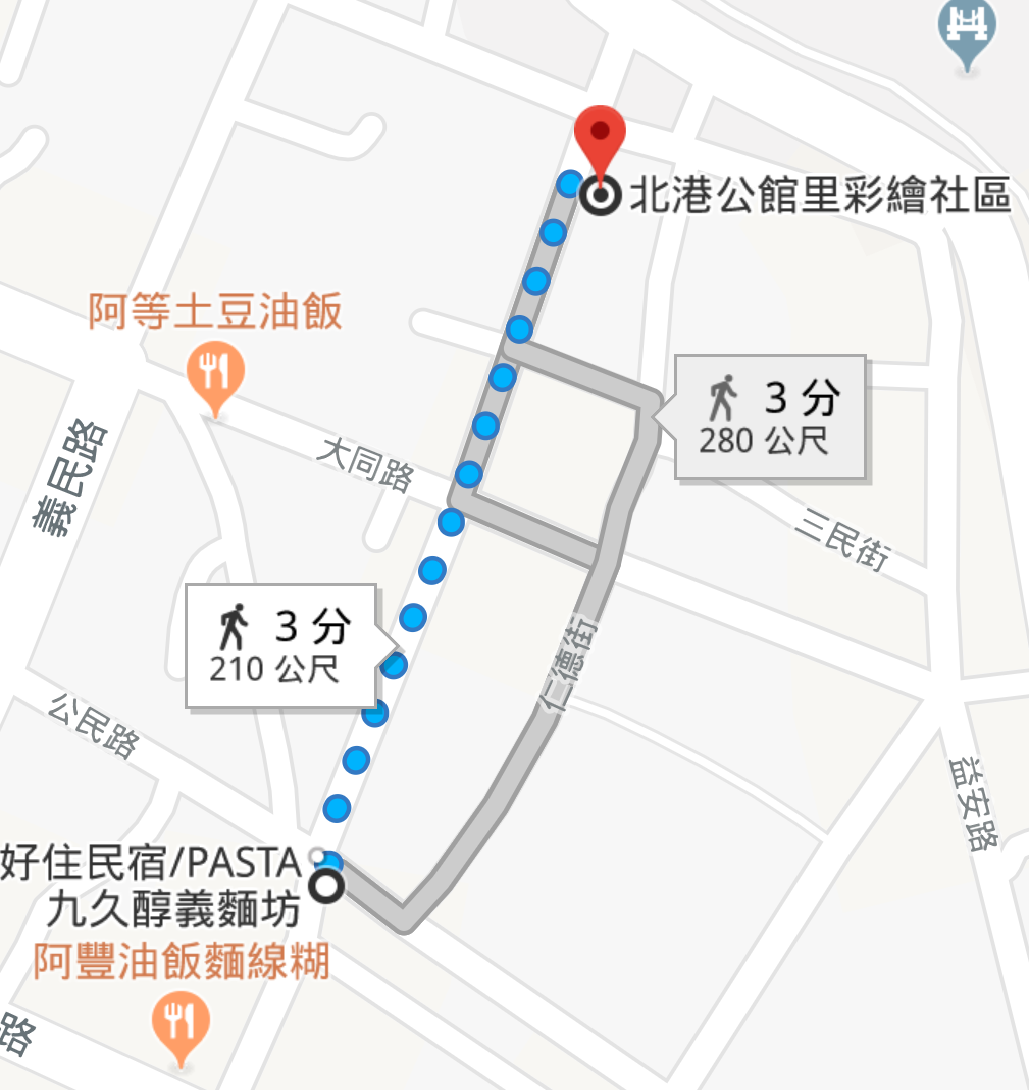 北港公館里彩繪社區
阿等土豆油飯
3 分
280 公尺
大同路
義民路
三民街
3 分
210 公尺
仁德街
公民路
益安路
好住民宿/PASTA
九久醇義麵坊
阿豐油飯麵線糊
路